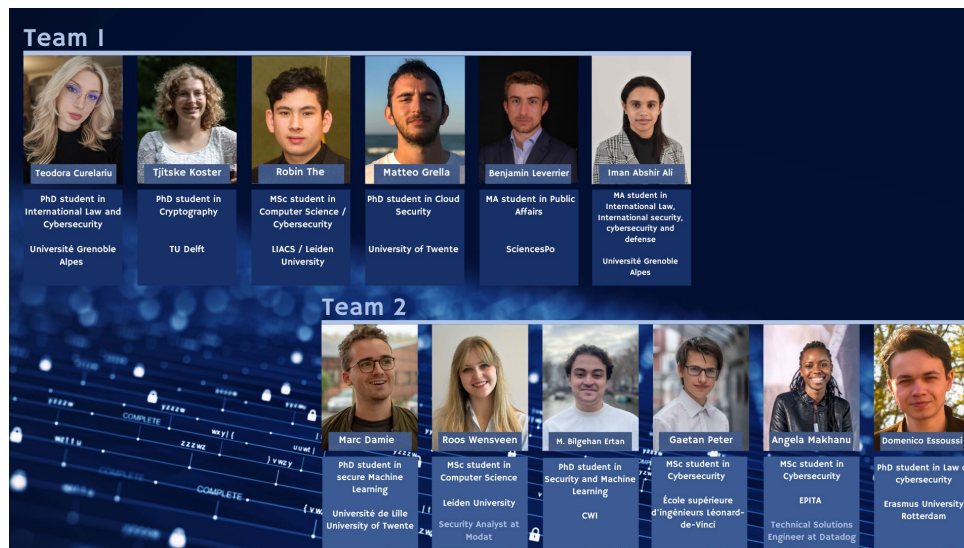 Team 1
Teodora Curelariu
PhD student in
International Law and
Cybersecurity
Université Grenoble
Alpes
Tjitske Koster
PhD student in
Cryptography
TU Delft
Robin The
MSc student in
Computer Science /
Cybersecurity
LIACS / Leiden
University
Matteo Grella
PhD student in Cloud
Security
University of Twente
Benjamin Leverrier
MA student in Public
Affairs
SciencesPo
Iman Abshir Ali
MA student in
International Law,
International security,
cybersecurity and
defense
Université Grenoble
Alpes
Team 2
Marc Damie
PhD student in
secure Machine
Learning
Université de Lille
University of Twente
Roos Wensveen
MSc student in
Computer Science
Leiden University
Security Analyst at
Modat
M. Bilgehan Ertan
PhD student in
Security and Machine
Learning
CWI
Gaetan Peter
MSc student in
Cybersecurity
École supérieure
d'ingénieurs Léonard-
de-Vinci
Angela Makhanu
MSc student in
Cybersecurity
EPITA
Technical Solutions
Engineer at Datadog
Domenico Essoussi
PhD student in Law
cybersecurity
Erasmus University
Rotterdam
COMPLETE
zzzwz
COMPLETE